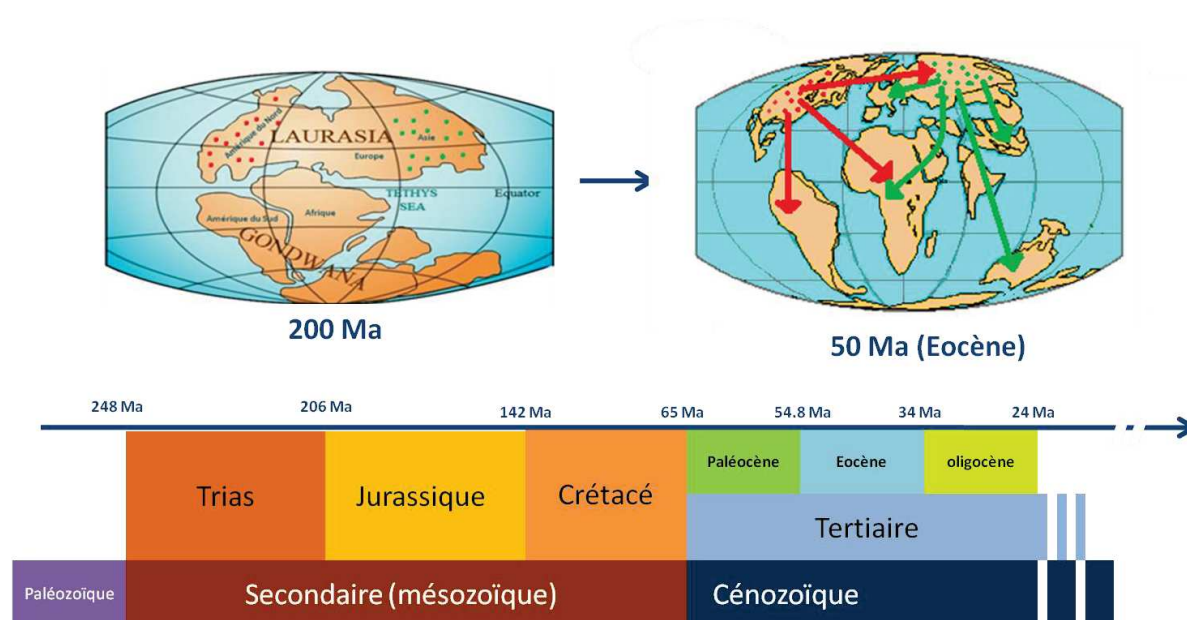 Amérique du Nord
LAURASIA
Asie
Europe
TETHYS
SEA
Equator
Amérique du Sud
Afrique
GONDWANA
200 Ma
50 Ma (Eocène)
248 Ma
206 Ma
142 Ma
65 Ma
54.8 Ma
34 Ma
24 Ma
Trias
Jurassique
Crétacé
Paléocène
Eocène
oligocène
Tertiaire
Paléozoïque
Secondaire (mésozoïque)
Cénozoïque